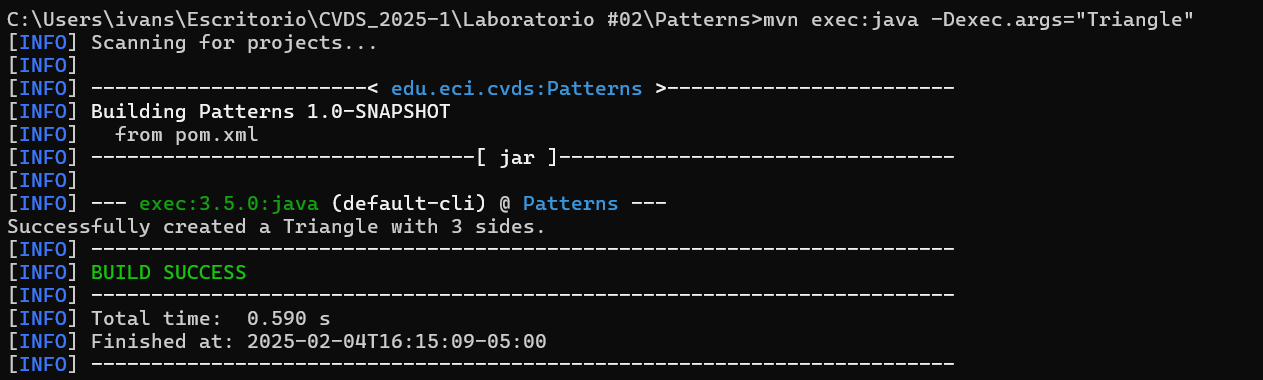 C:\Users\ivans\Escritorio\CVDS_2025-1\Laboratorio #02\Patterns>mvn exec:java -Dexec.args="Triangle"
[INFO] Scanning for projects...
[INFO]
[INFO] -----------------------< edu.eci.cvds:Patterns >------------------------
[INFO] Building Patterns 1.0-SNAPSHOT
[INFO]   from pom.xml
[INFO] --------------------------------[ jar ]---------------------------------
[INFO]
[INFO] --- exec:3.5.0:java (default-cli) @ Patterns ---
Successfully created a Triangle with 3 sides.
[INFO] ------------------------------------------------------------------------
[INFO] BUILD SUCCESS
[INFO] ------------------------------------------------------------------------
[INFO] Total time:  0.590 s
[INFO] Finished at: 2025-02-04T16:15:09-05:00
[INFO] ------------------------------------------------------------------------